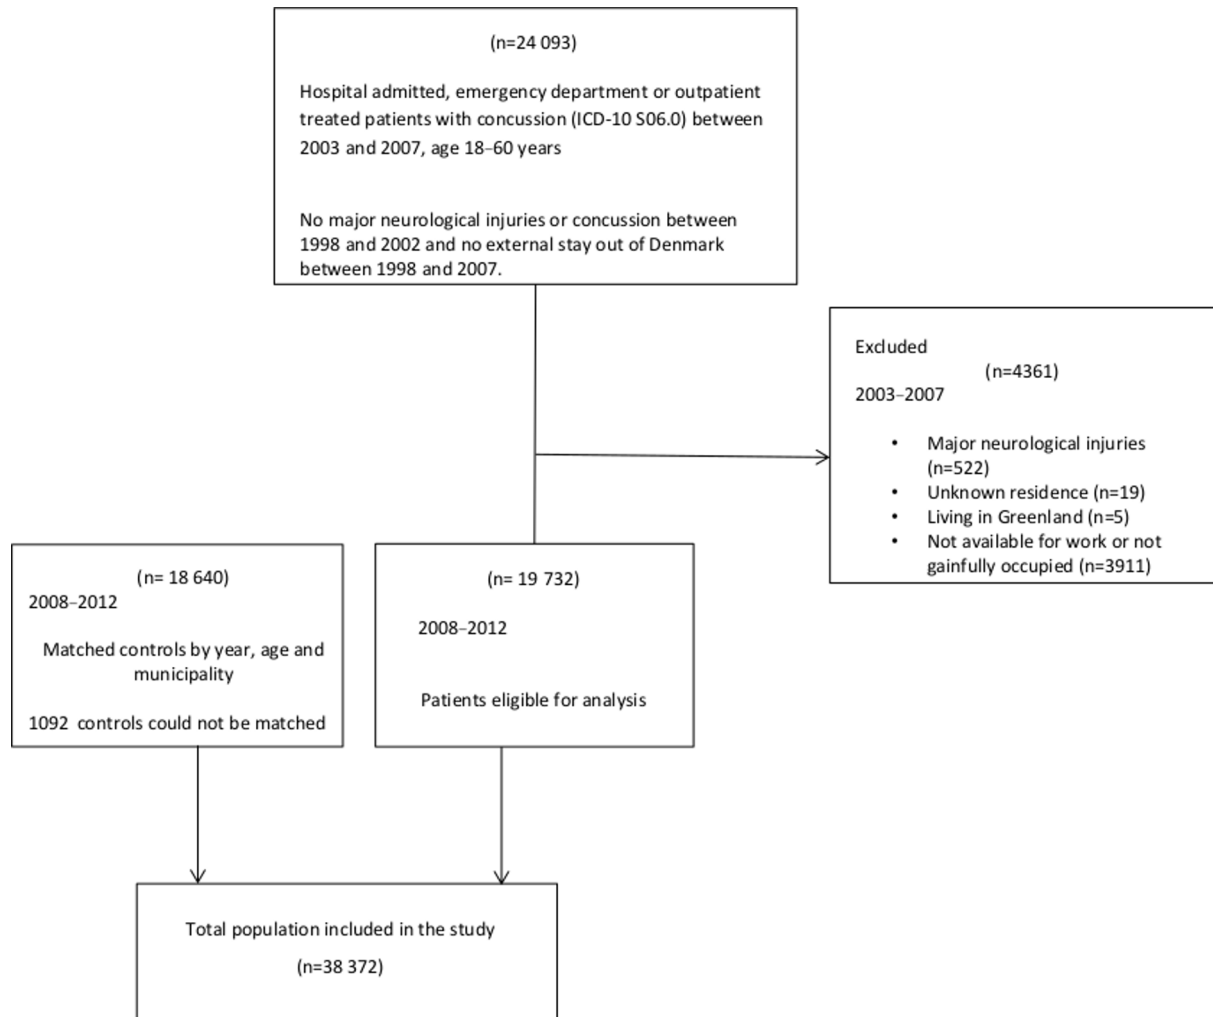 (n=24 093)
Hospital admitted, emergency department or outpatient
treated patients with concussion (ICD-10 S06.0) between
2003 and 2007, age 18–60 years
No major neurological injuries or concussion between
1998 and 2002 and no external stay out of Denmark
between 1998 and 2007.
Excluded
(n=4361)
2003–2007
• Major neurological injuries
(n=522)
• Unknown residence (n=19)
• Living in Greenland (n=5)
• Not available for work or not
gainfully occupied (n=3911)
(n= 18 640)
2008–2012
Matched controls by year, age and
municipality
1092 controls could not be matched
(n= 19 732)
2008–2012
Patients eligible for analysis
Total population included in the study
(n=38 372)